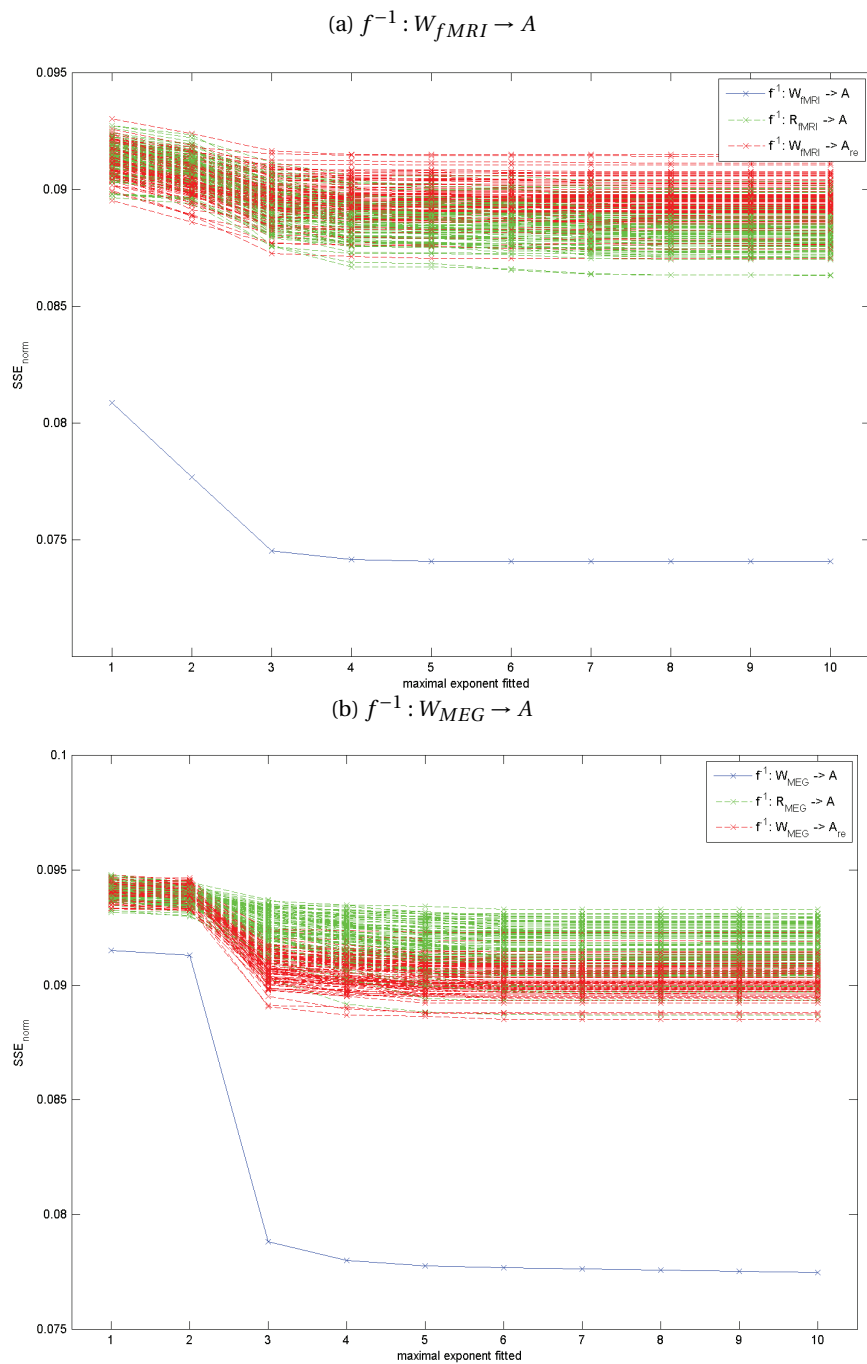 (a) f⁻¹ : W_fMRI → A
0.095
0.09
0.085
0.08
0.075
SSE_norm
f⁻¹: W_fMRI -> A
f⁻¹: R_fMRI -> A
f⁻¹: W_fMRI -> A_re
1 2 3 4 5 6 7 8 9 10
maximal exponent fitted
(b) f⁻¹ : W_MEG → A
0.1
0.095
0.09
0.085
0.08
0.075
SSE_norm
f⁻¹: W_MEG -> A
f⁻¹: R_MEG -> A
f⁻¹: W_MEG -> A_re
1 2 3 4 5 6 7 8 9 10
maximal exponent fitted